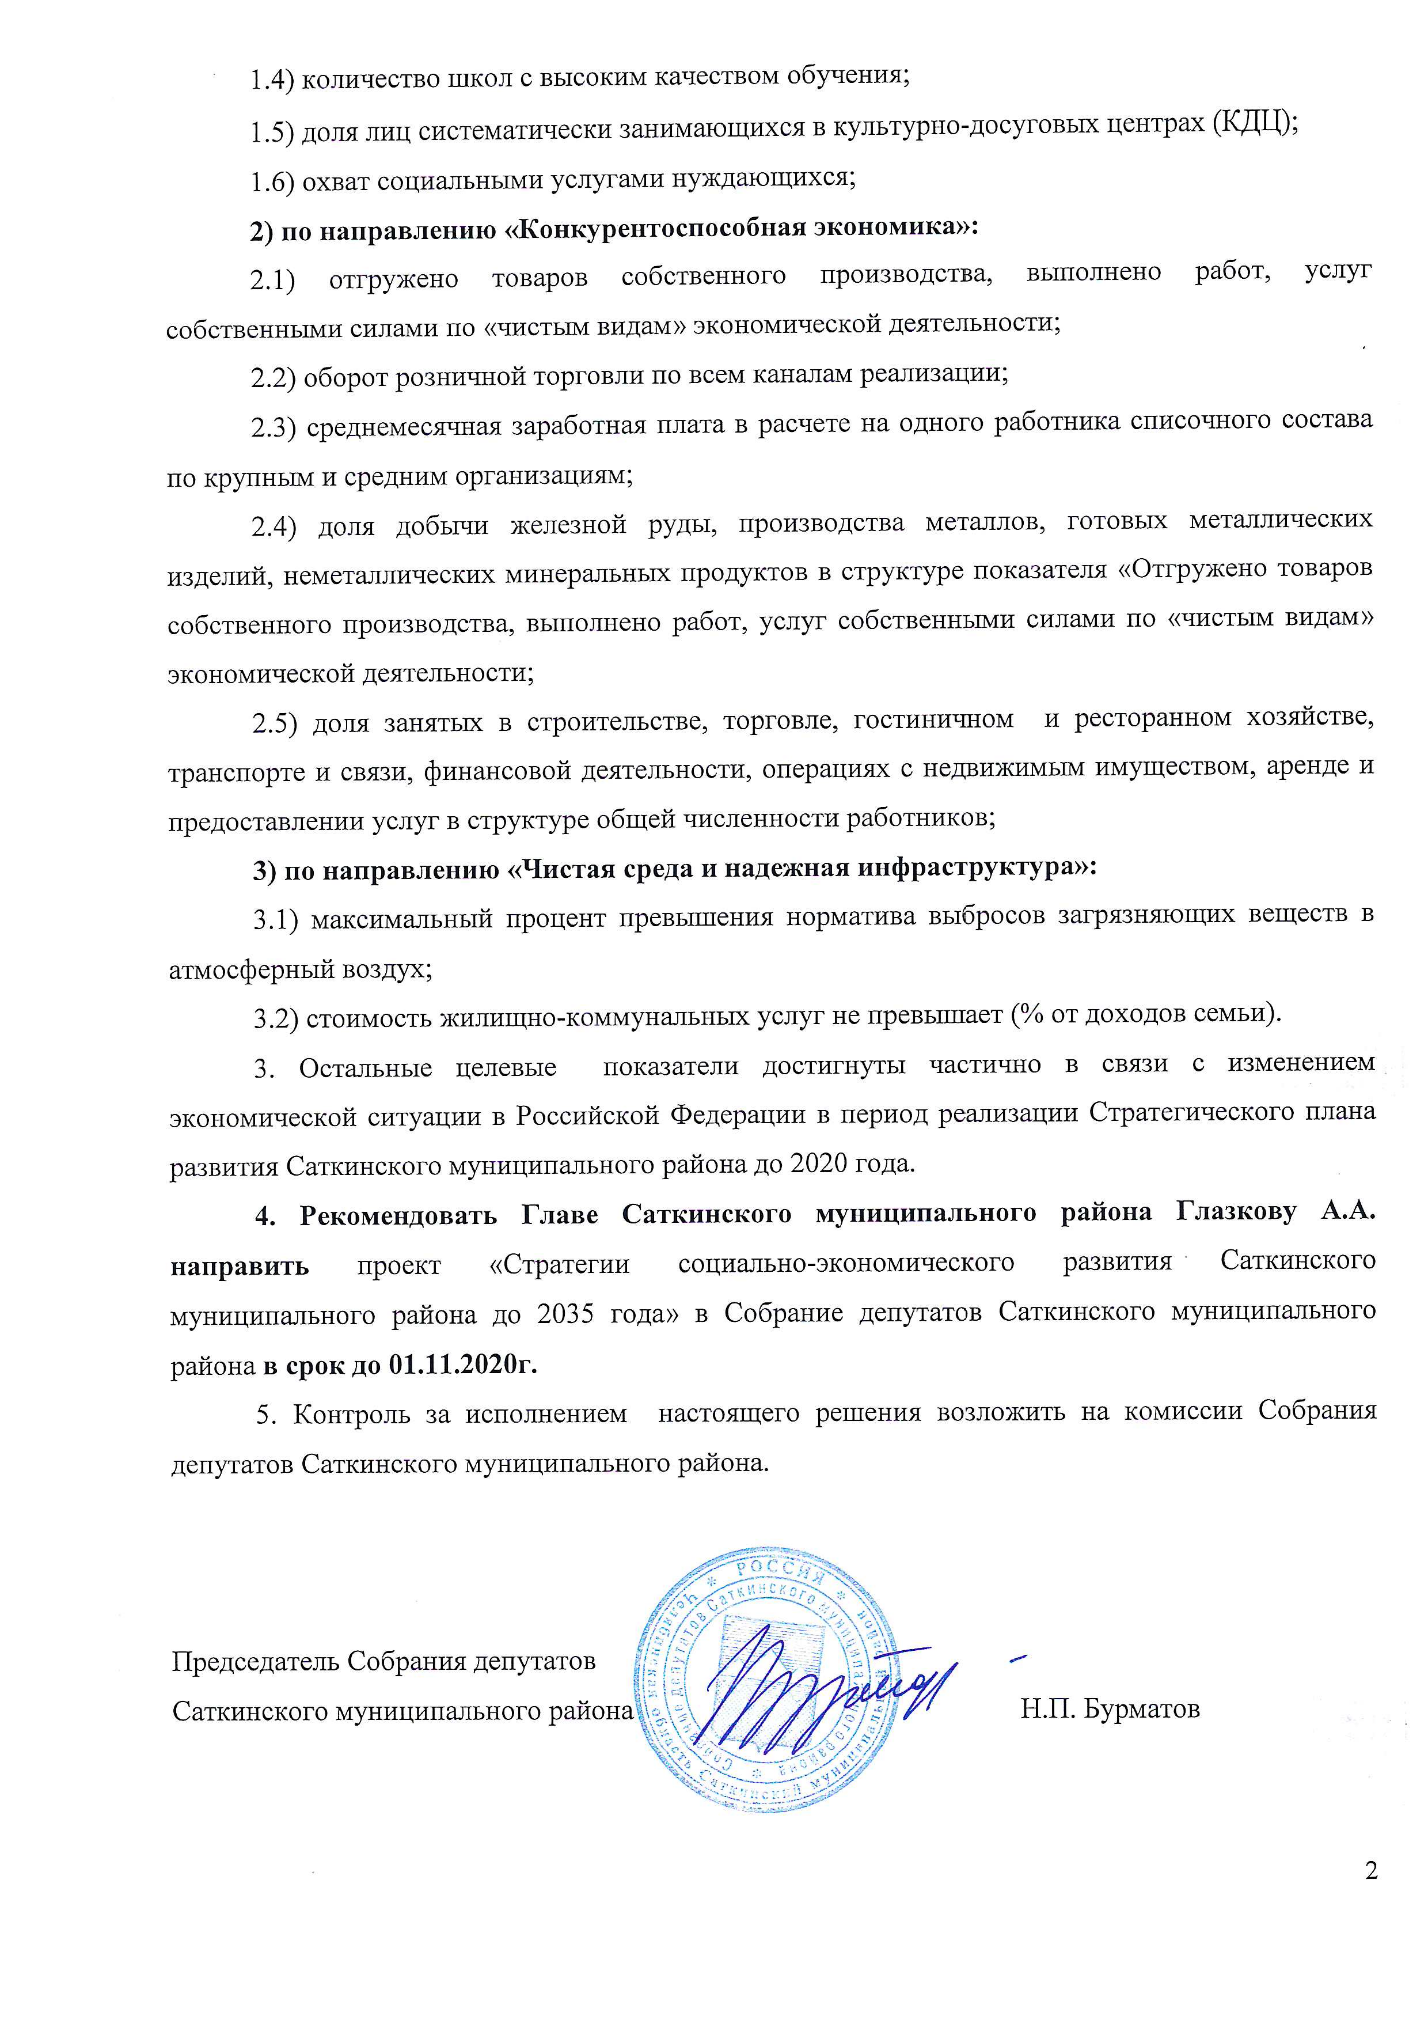 1.4) количество школ с высоким качеством обучения;
1.5) доля лиц систематически занимающихся в культурно-досуговых центрах (КДЦ);
1.6) охват социальными услугами нуждающихся;
2) по направлению «Конкурентоспособная экономика»:
2.1) отгружено товаров собственного производства, выполнено работ, услуг
собственными силами по «чистым видам» экономической деятельности;
2.2) оборот розничной торговли по всем каналам реализации;
2.3) среднемесячная заработная плата в расчете на одного работника списочного состава
по крупным и средним организациям;
2.4) доля добычи железной руды, производства металлов, готовых металлических
изделий, неметаллических минеральных продуктов в структуре показателя «Отгружено товаров
собственного производства, выполнено работ, услуг собственными силами по «чистым видам»
экономической деятельности;
2.5) доля занятых в строительстве, торговле, гостиничном и ресторанном хозяйстве,
транспорте и связи, финансовой деятельности, операциях с недвижимым имуществом, аренде и
предоставлении услуг в структуре общей численности работников;
3) по направлению «Чистая среда и надежная инфраструктура»:
3.1) максимальный процент превышения норматива выбросов загрязняющих веществ в
атмосферный воздух;
3.2) стоимость жилищно-коммунальных услуг не превышает (% от доходов семьи).
3. Остальные целевые показатели достигнуты частично в связи с изменением
экономической ситуации в Российской Федерации в период реализации Стратегического плана
развития Саткинского муниципального района до 2020 года.
4. Рекомендовать Главе Саткинского муниципального района Глазкову А.А.
направить проект «Стратегии социально-экономического развития Саткинского
муниципального района до 2035 года» в Собрание депутатов Саткинского муниципального
района в срок до 01.11.2020г.
5. Контроль за исполнением настоящего решения возложить на комиссии Собрания
депутатов Саткинского муниципального района.
РОССИЯ * Челябинская область Саткинский муниципальный район *
Собрание депутатов Саткинского муниципального района *
Председатель Собрания депутатов
Саткинского муниципального района
Н.П. Бурматов
2